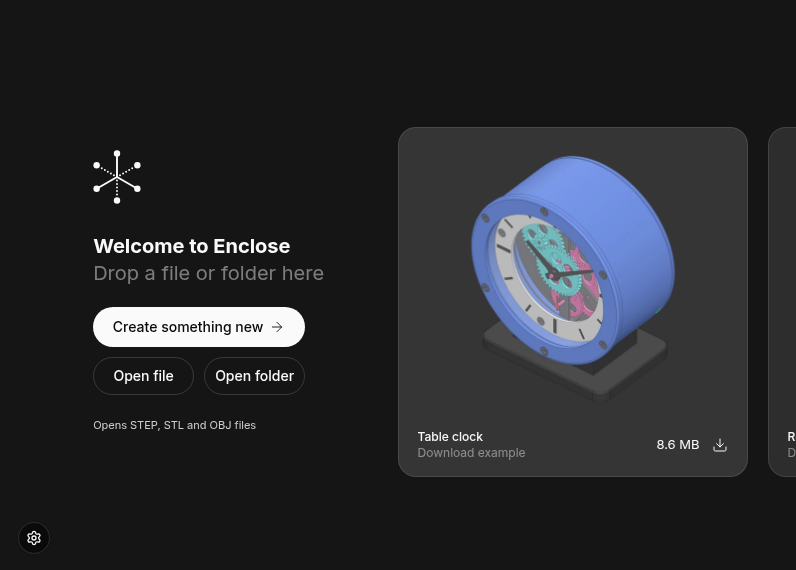 Welcome to Enclose
Drop a file or folder here
Create something new
Open file
Open folder
Opens STEP, STL and OBJ files
Table clock
Download example
8.6 MB